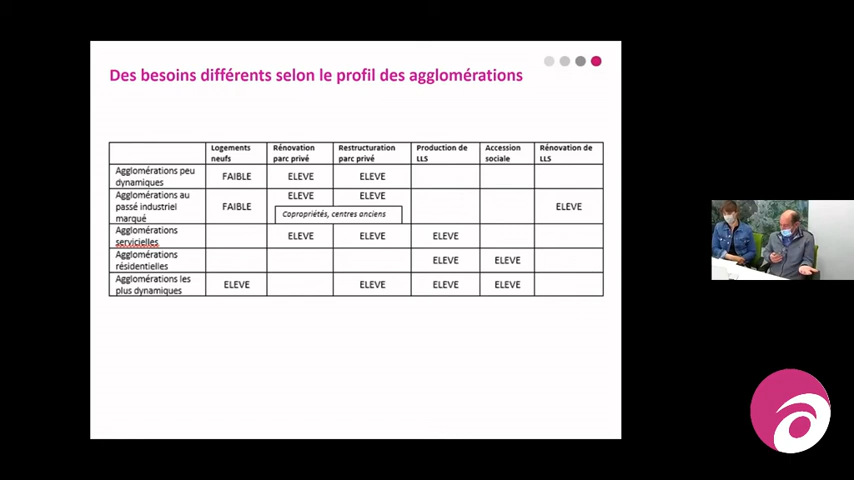 Des besoins différents selon le profil des agglomérations
Logements neufs
Rénovation parc privé
Restructuration parc privé
Production de LLS
Accession sociale
Rénovation de LLS
Agglomérations peu dynamiques
FAIBLE
ELEVE
ELEVE
Agglomérations au passé industriel marqué
FAIBLE
ELEVE
ELEVE
Copropriétés, centres anciens
ELEVE
Agglomérations servicielles
ELEVE
ELEVE
ELEVE
Agglomérations résidentielles
ELEVE
ELEVE
Agglomérations les plus dynamiques
ELEVE
ELEVE
ELEVE
ELEVE